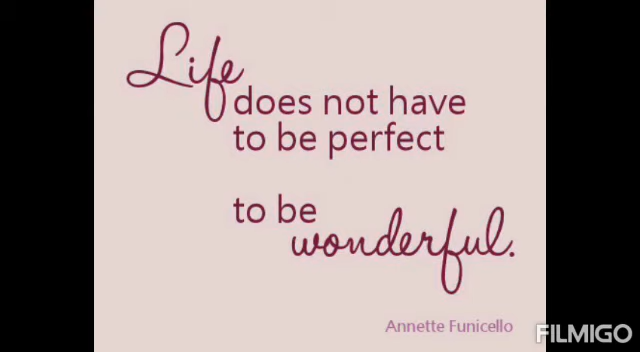 Life
does not have
to be perfect
to be
wonderful.
Annette Funicello
FILMIGO